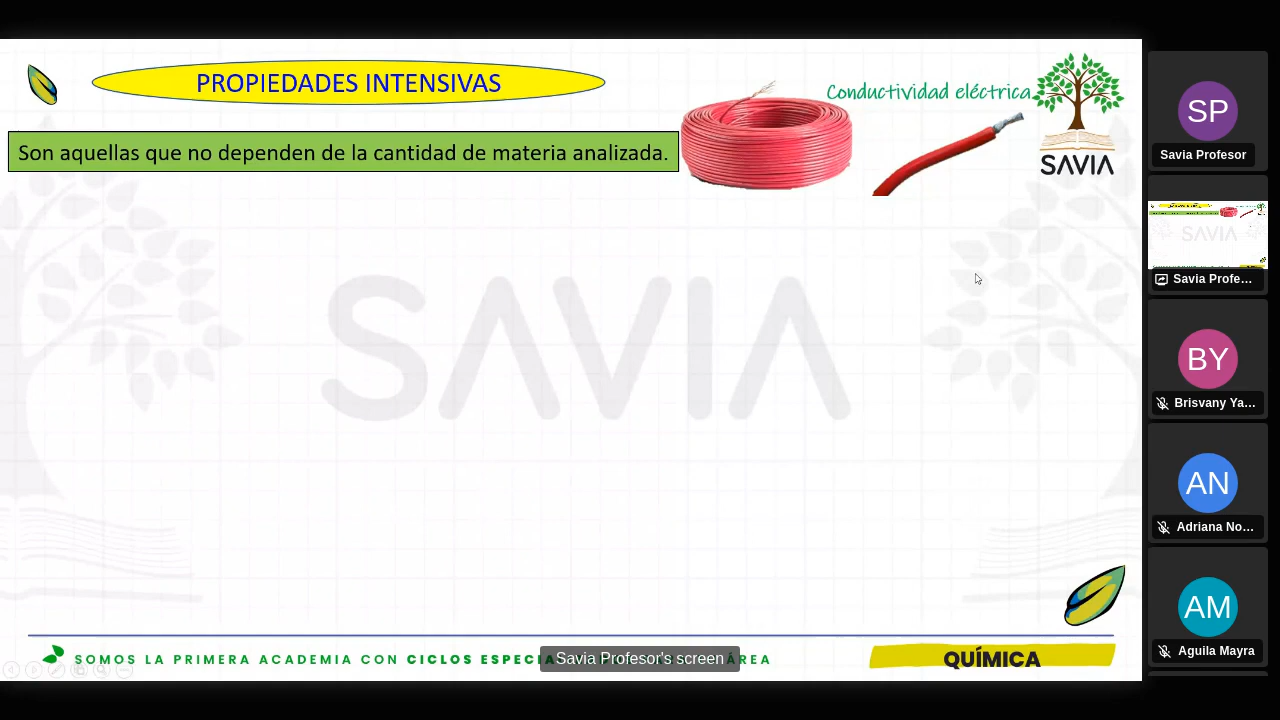 PROPIEDADES INTENSIVAS
Conductividad eléctrica
Son aquellas que no dependen de la cantidad de materia analizada.
SAVIA
SAVIA
SOMOS LA PRIMERA ACADEMIA CON CICLOS ESPECI
ÁREA
Savia Profesor's screen
QUÍMICA
SP
Savia Profesor
Savia Profe...
BY
Brisvany Ya...
AN
Adriana No...
AM
Aguila Mayra